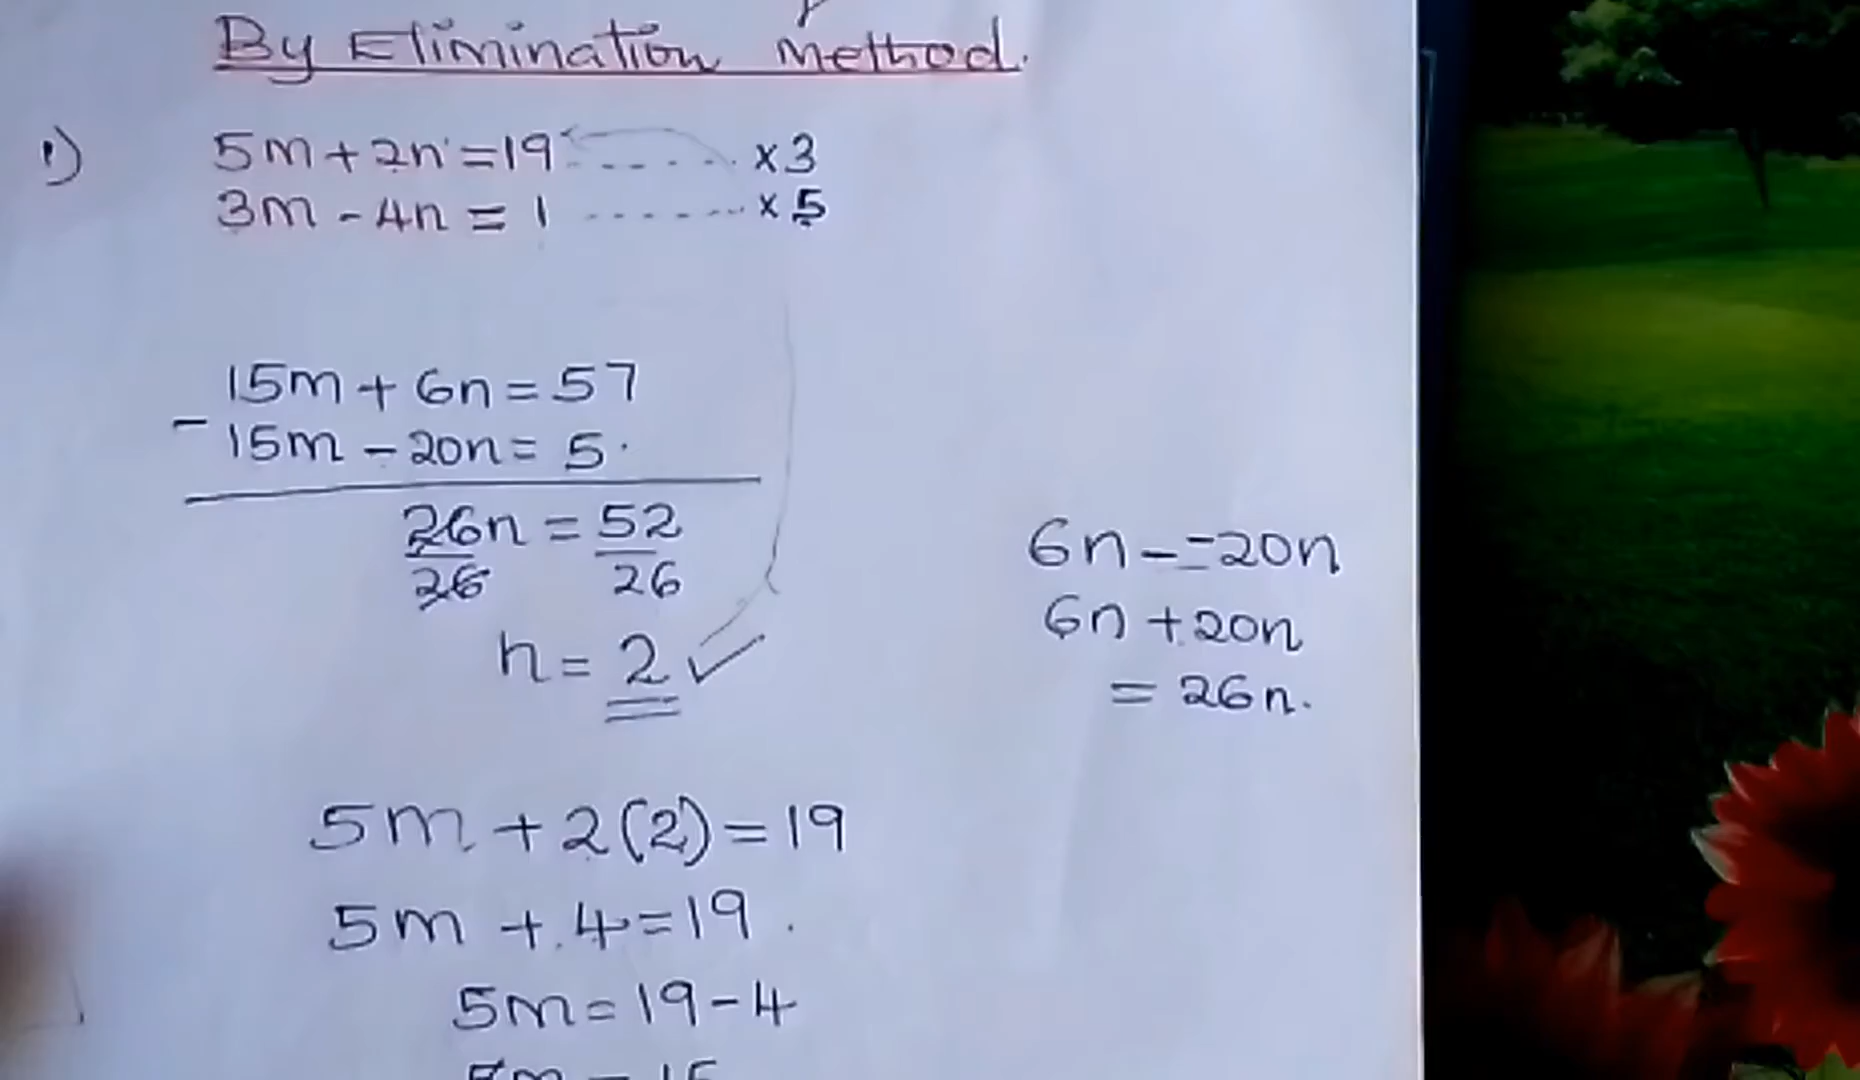 By Elimination Method.
1) 5m + 2n = 19 ------- x 3
3m - 4n = 1 ------- x 5
15m + 6n = 57
- 15m - 20n = 5.
26n = 52
26 26
n = 2 ✓
6n - -20n
6n + 20n
= 26n.
5m + 2(2) = 19
5m + 4 = 19.
5m = 19 - 4
5m = 15